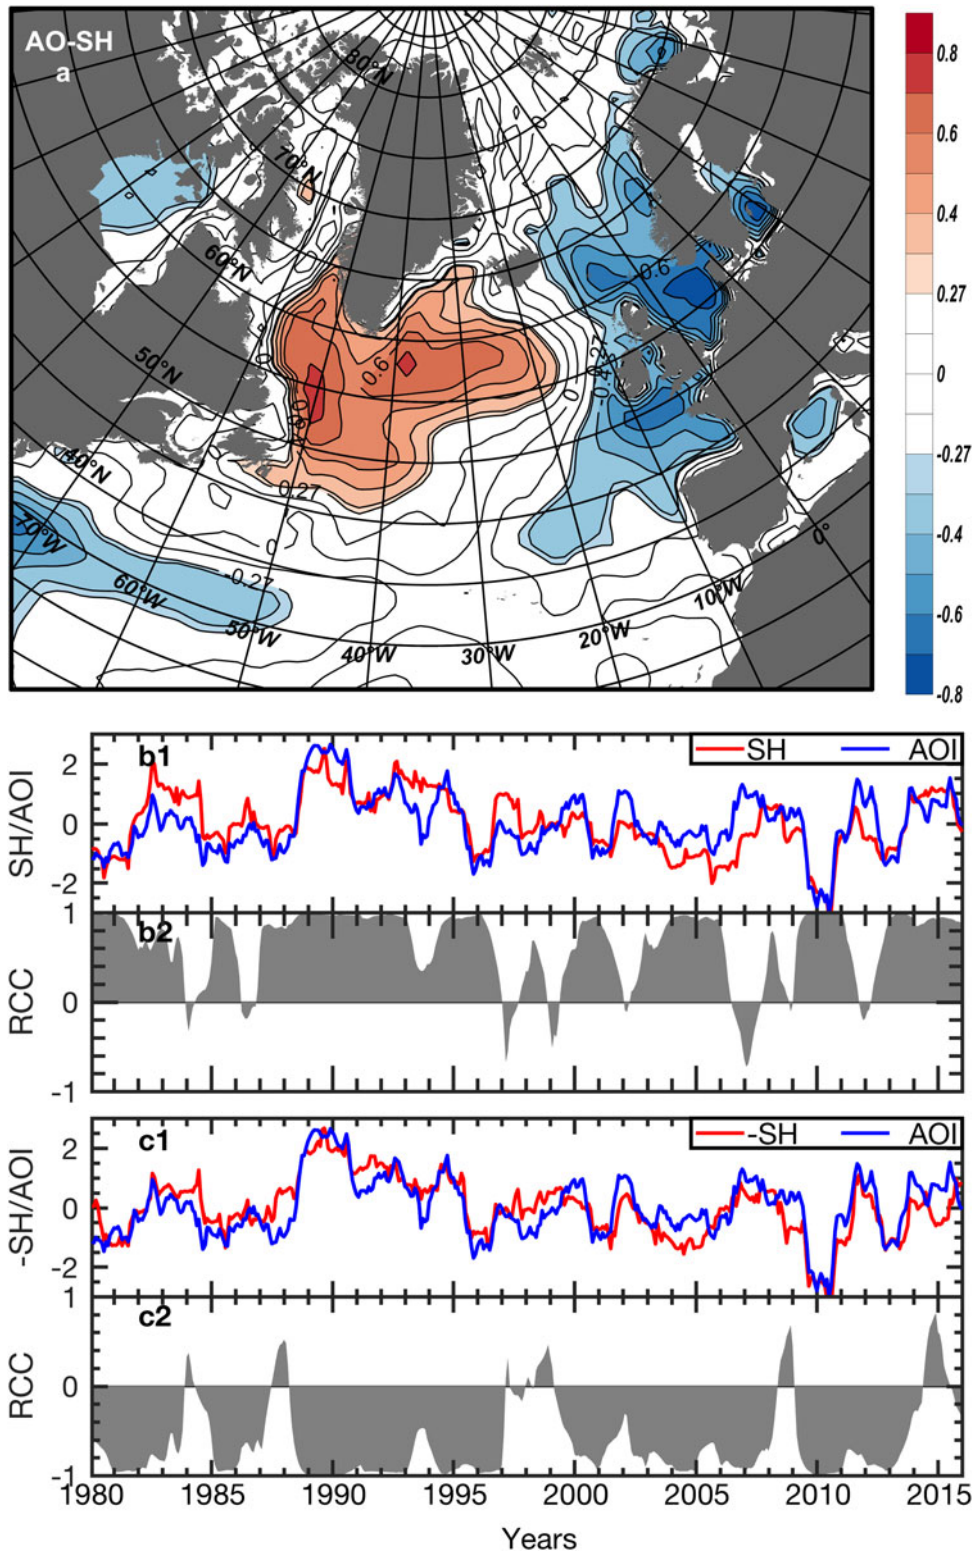 AO-SH
a
80°N
70°N
60°N
50°N
40°N
70°W
60°W
50°W
40°W
30°W
20°W
10°W
0°
0.6
-0.6
0.27
-0.27
0
0.8
0.6
0.4
0.27
0
-0.27
-0.4
-0.6
-0.8
b1
SH
AOI
SH/AOI
2
0
-2
b2
RCC
1
0
-1
c1
-SH
AOI
-SH/AOI
2
0
-2
c2
RCC
1
0
-1
1980 1985 1990 1995 2000 2005 2010 2015
Years